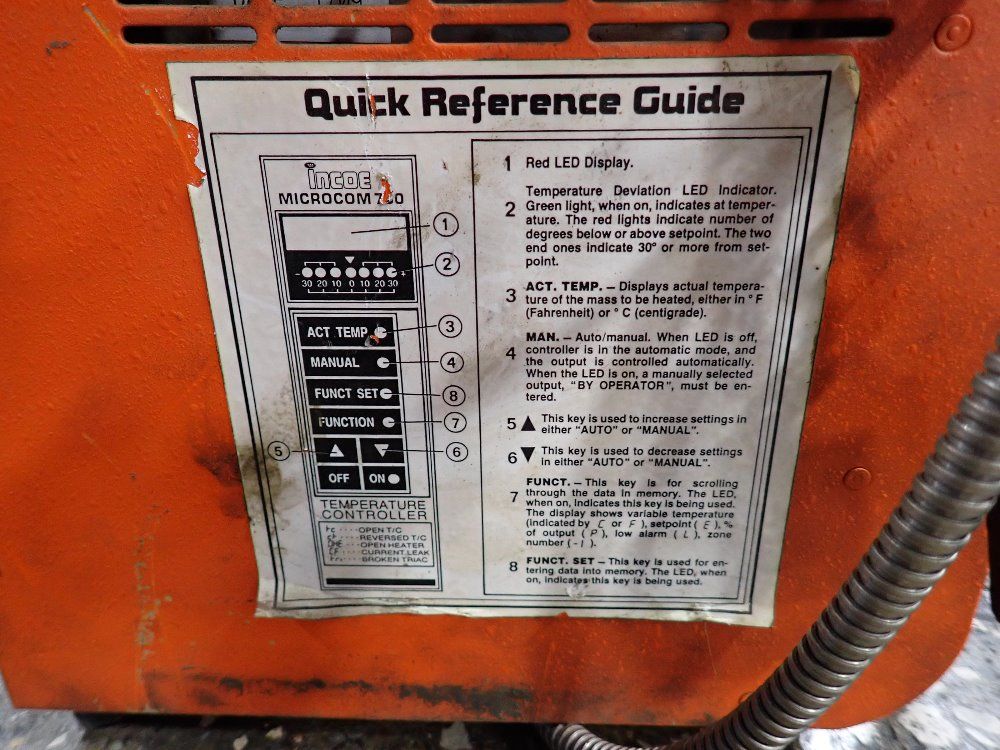 Quick Reference Guide
incoe
MICROCOM 700
1
2
- 30 20 10 0 10 20 30 +
ACT TEMP
3
MANUAL
4
FUNCT SET
8
FUNCTION
7
5
6
OFF ON
TEMPERATURE
CONTROLLER
OPEN T/C
REVERSED T/C
OPEN HEATER
CURRENT LEAK
BROKEN TRIAC
1 Red LED Display.
Temperature Deviation LED Indicator.
2 Green light, when on, indicates at temper-
ature. The red lights indicate number of
degrees below or above setpoint. The two
end ones indicate 30° or more from set-
point.
3 ACT. TEMP. — Displays actual tempera-
ture of the mass to be heated, either in °F
(Fahrenheit) or °C (centigrade).
MAN. — Auto/manual. When LED is off,
4 controller is in the automatic mode, and
the output is controlled automatically.
When the LED is on, a manually selected
output, "BY OPERATOR", must be en-
tered.
5 ▲ This key is used to increase settings in
either "AUTO" or "MANUAL".
6 ▼ This key is used to decrease settings
in either "AUTO" or "MANUAL".
FUNCT. — This key is for scrolling
7 through the data in memory. The LED,
when on, indicates this key is being used.
The display shows variable temperature
(indicated by C or F), setpoint (E), %
of output (P), low alarm (L), zone
number (-1).
8 FUNCT. SET — This key is used for en-
tering data into memory. The LED, when
on, indicates this key is being used.